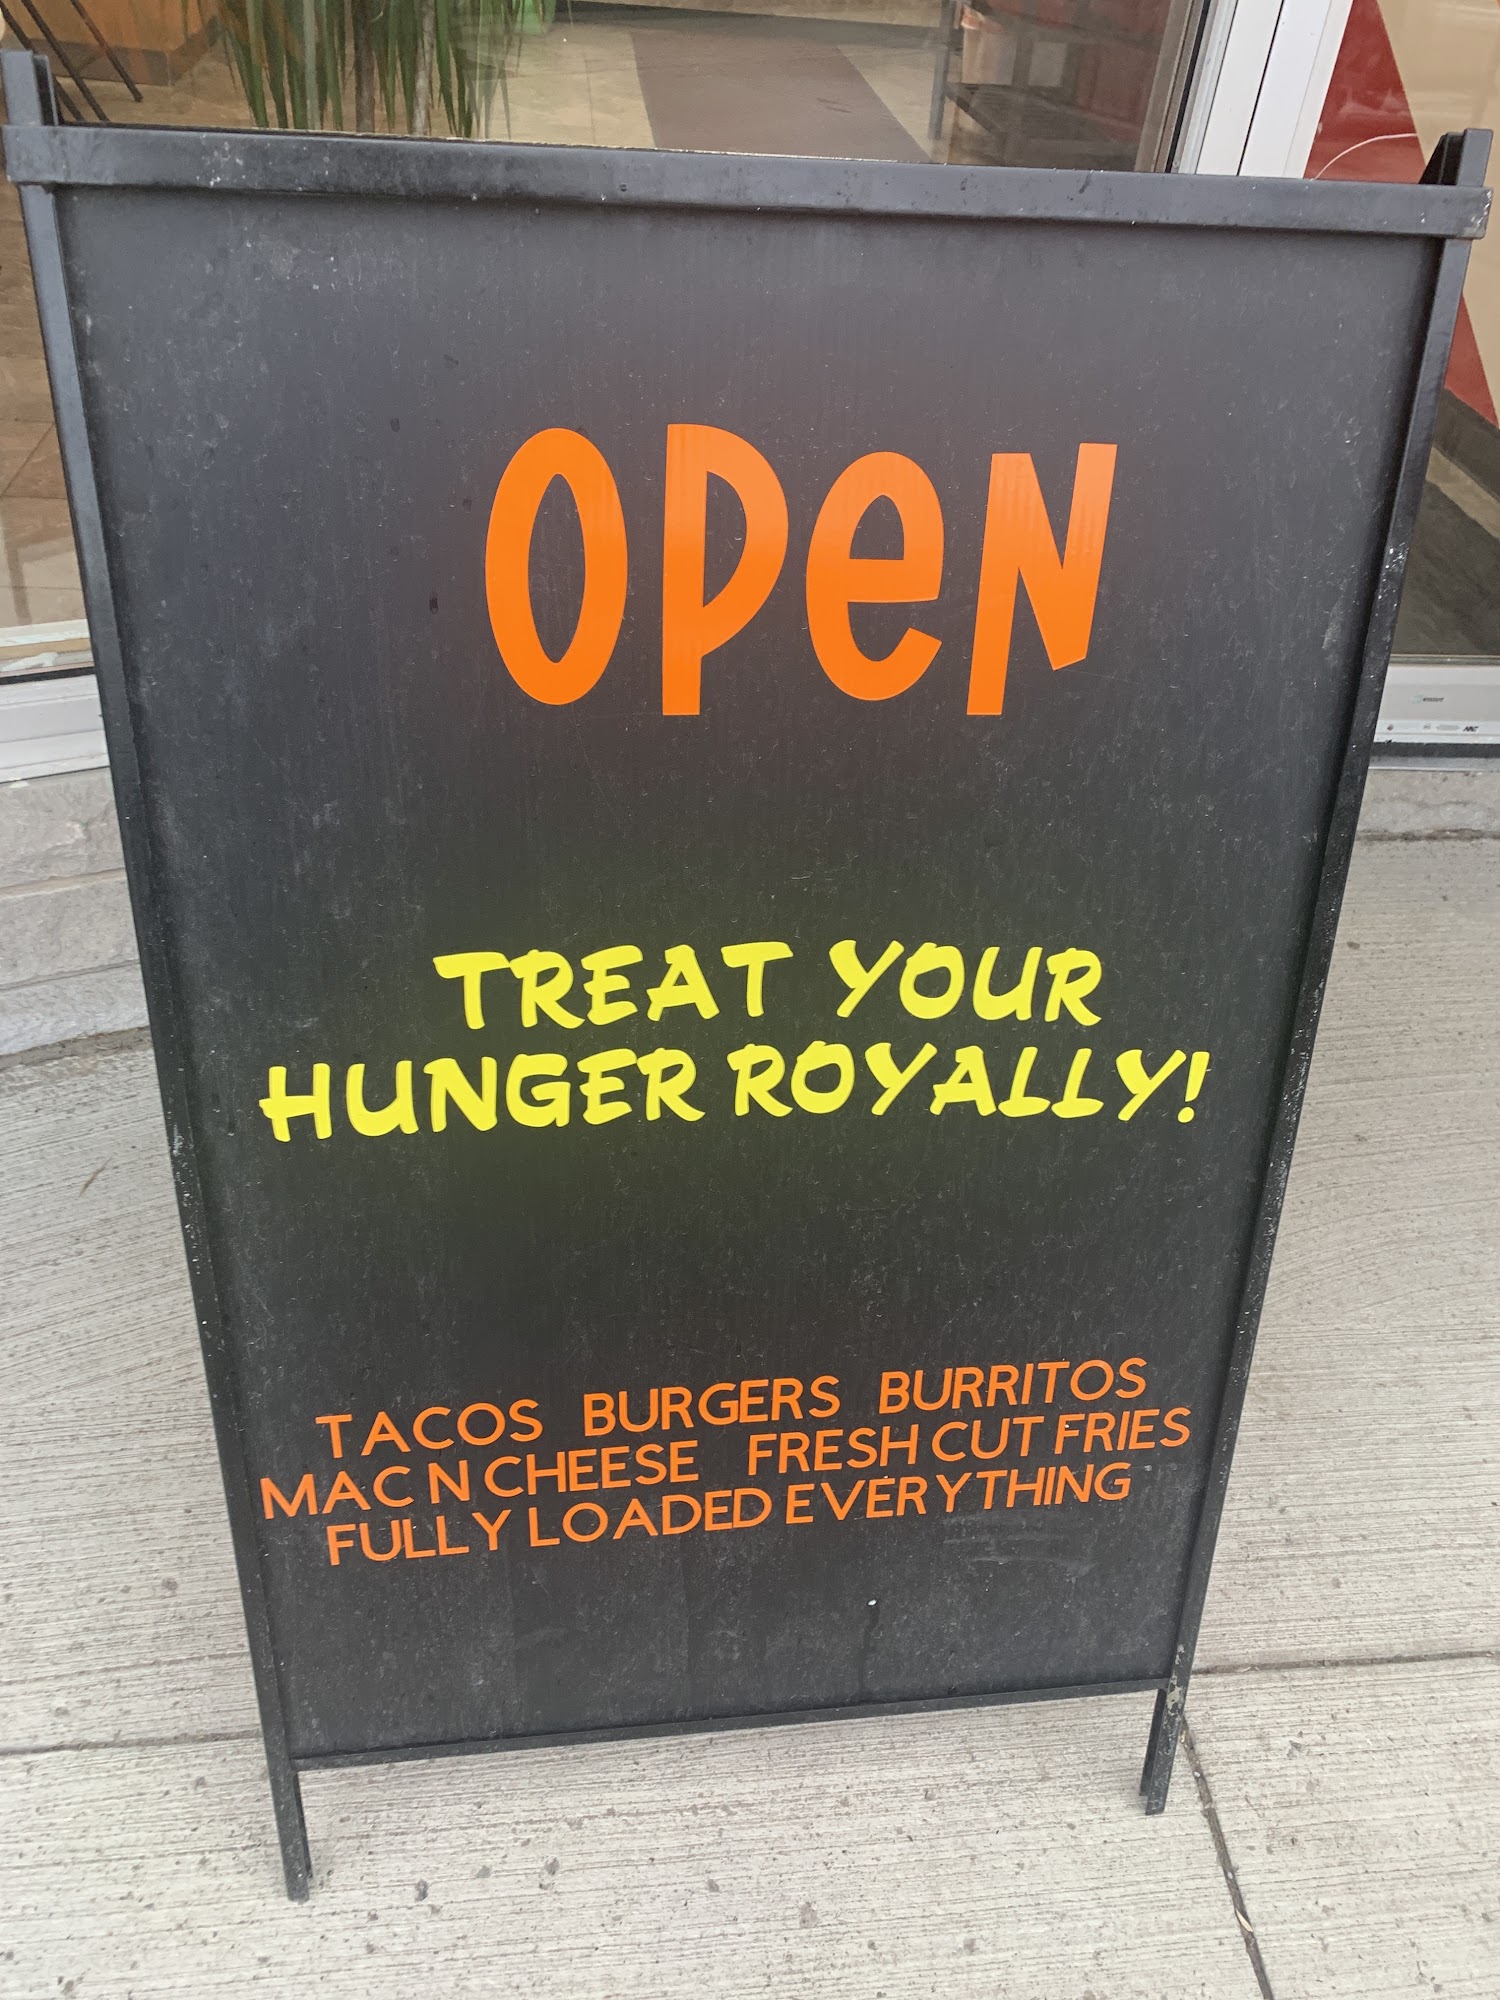 OPeN
TREAT YOUR
HUNGER ROYALLY!
TACOS BURGERS BURRITOS
MAC N CHEESE FRESH CUT FRIES
FULLY LOADED EVERYTHING